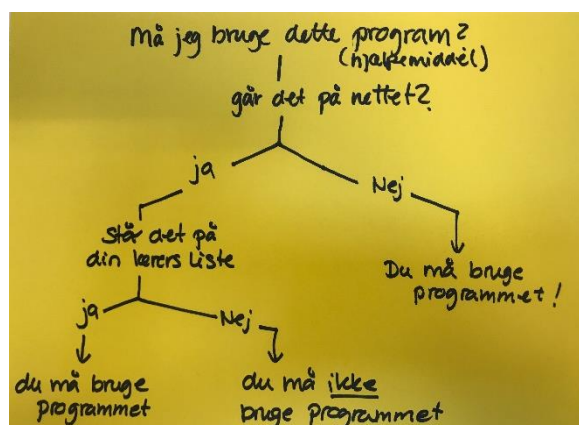 Må jeg bruge dette program?
(hjælpemiddel)
går det på nettet?
ja
Nej
Står det på
din lærers liste
Du må bruge
programmet!
ja
Nej
du må bruge
programmet
du må ikke
bruge programmet